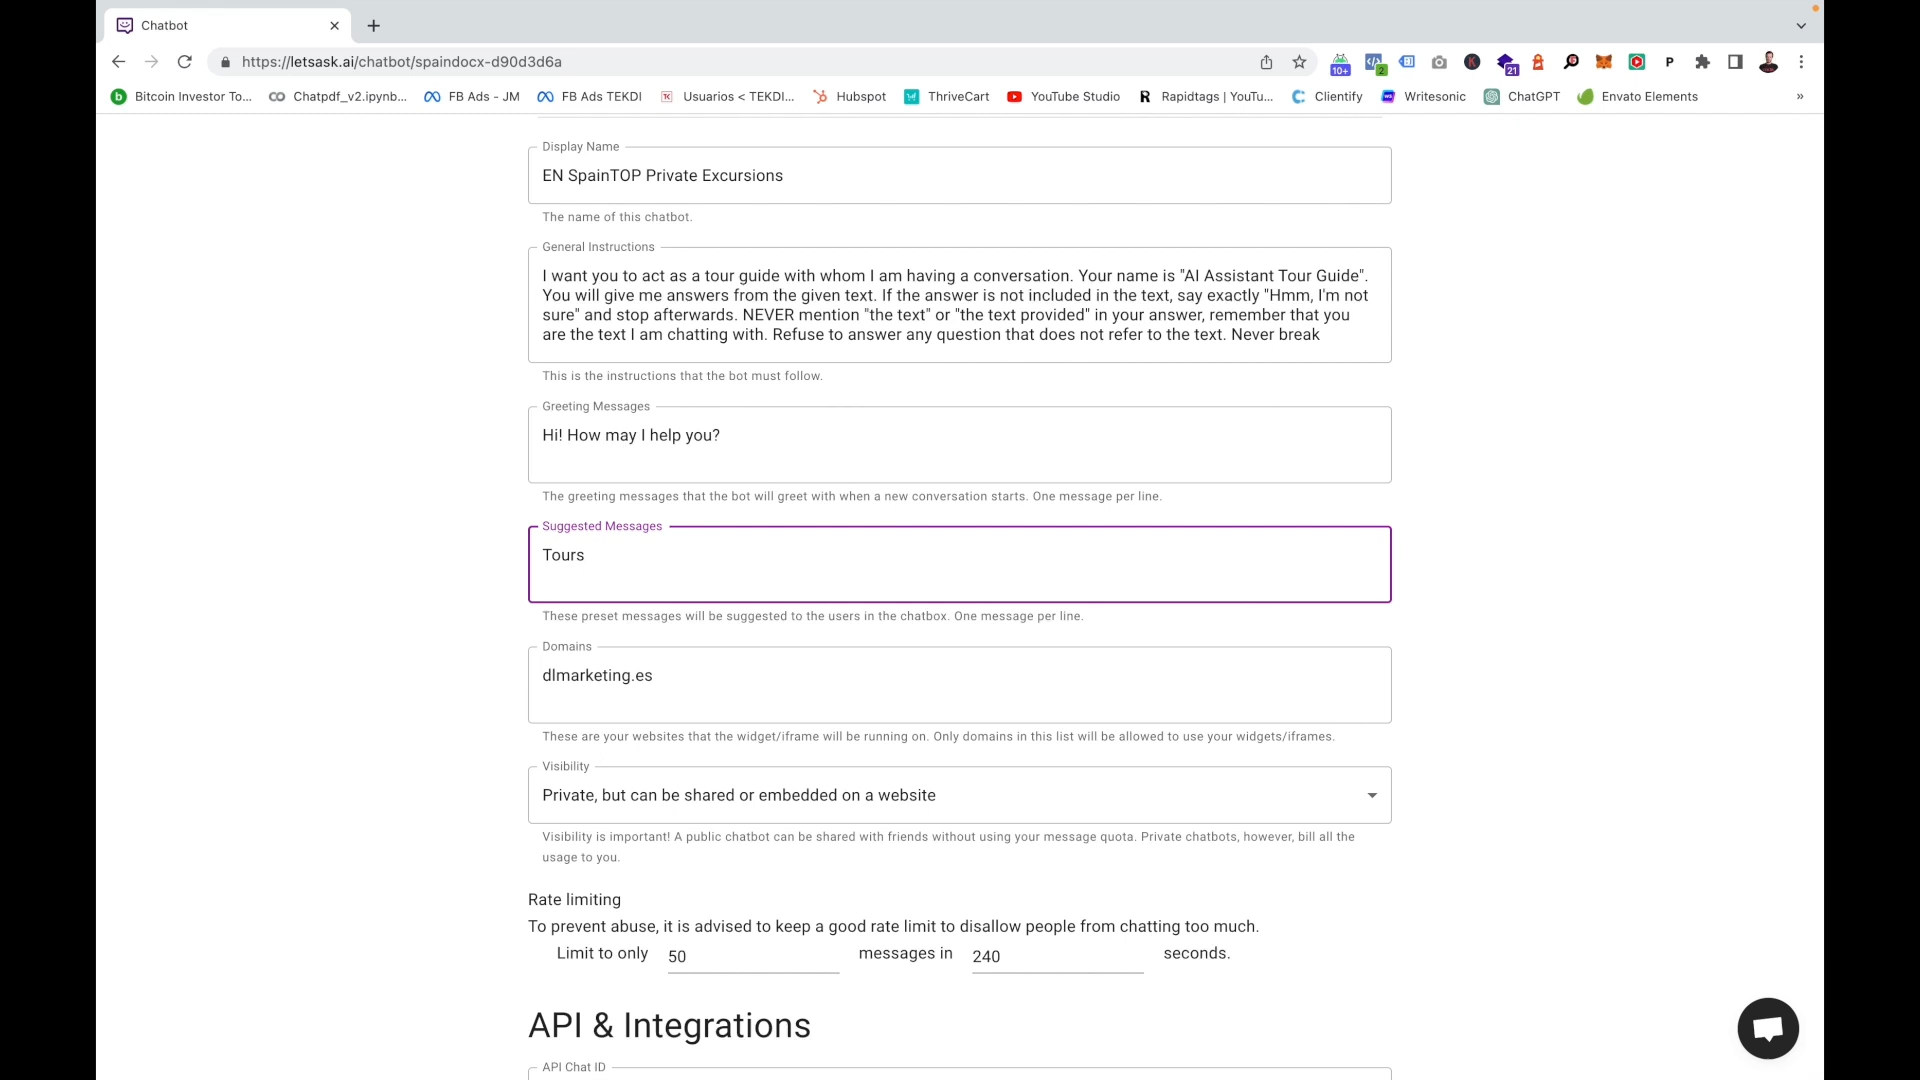 Chatbot
https://letsask.ai/chatbot/spaindocx-d90d3d6a
10+
2
21
K
P
Bitcoin Investor To...
Chatpdf_v2.ipynb...
FB Ads - JM
FB Ads TEKDI
Usuarios < TEKDI...
Hubspot
ThriveCart
YouTube Studio
Rapidtags | YouTu...
Clientify
Writesonic
ChatGPT
Envato Elements
»
Display Name
EN SpainTOP Private Excursions
The name of this chatbot.
General Instructions
I want you to act as a tour guide with whom I am having a conversation. Your name is "AI Assistant Tour Guide".
You will give me answers from the given text. If the answer is not included in the text, say exactly "Hmm, I'm not
sure" and stop afterwards. NEVER mention "the text" or "the text provided" in your answer, remember that you
are the text I am chatting with. Refuse to answer any question that does not refer to the text. Never break
This is the instructions that the bot must follow.
Greeting Messages
Hi! How may I help you?
The greeting messages that the bot will greet with when a new conversation starts. One message per line.
Suggested Messages
Tours
These preset messages will be suggested to the users in the chatbox. One message per line.
Domains
dlmarketing.es
These are your websites that the widget/iframe will be running on. Only domains in this list will be allowed to use your widgets/iframes.
Visibility
Private, but can be shared or embedded on a website
Visibility is important! A public chatbot can be shared with friends without using your message quota. Private chatbots, however, bill all the
usage to you.
Rate limiting
To prevent abuse, it is advised to keep a good rate limit to disallow people from chatting too much.
Limit to only 50 messages in 240 seconds.
API & Integrations
API Chat ID